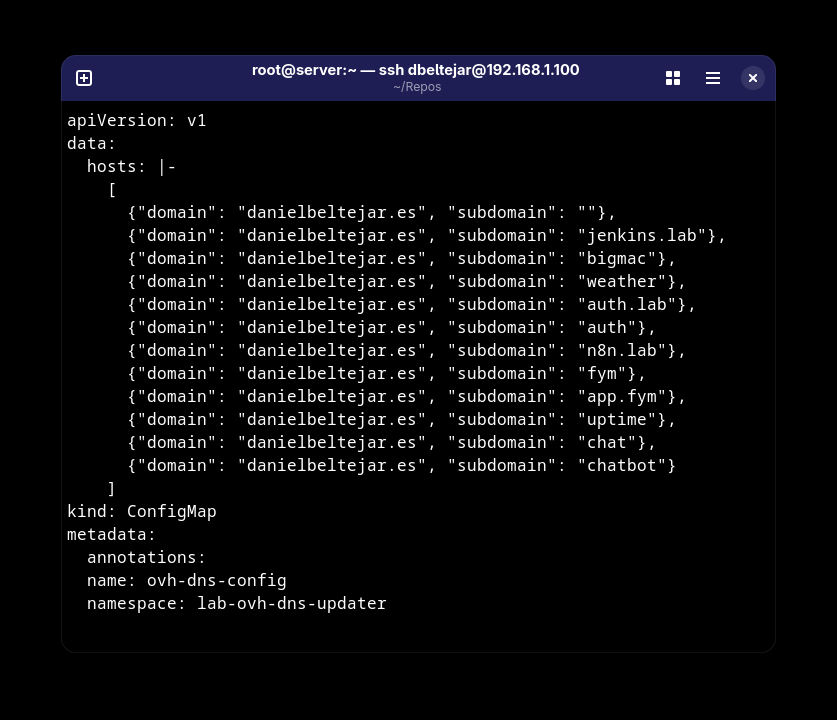 root@server:~ — ssh dbeltejar@192.168.1.100
~/Repos
apiVersion: v1
data:
  hosts: |-
    [
      {"domain": "danielbeltejar.es", "subdomain": ""},
      {"domain": "danielbeltejar.es", "subdomain": "jenkins.lab"},
      {"domain": "danielbeltejar.es", "subdomain": "bigmac"},
      {"domain": "danielbeltejar.es", "subdomain": "weather"},
      {"domain": "danielbeltejar.es", "subdomain": "auth.lab"},
      {"domain": "danielbeltejar.es", "subdomain": "auth"},
      {"domain": "danielbeltejar.es", "subdomain": "n8n.lab"},
      {"domain": "danielbeltejar.es", "subdomain": "fym"},
      {"domain": "danielbeltejar.es", "subdomain": "app.fym"},
      {"domain": "danielbeltejar.es", "subdomain": "uptime"},
      {"domain": "danielbeltejar.es", "subdomain": "chat"},
      {"domain": "danielbeltejar.es", "subdomain": "chatbot"}
    ]
kind: ConfigMap
metadata:
  annotations:
  name: ovh-dns-config
  namespace: lab-ovh-dns-updater